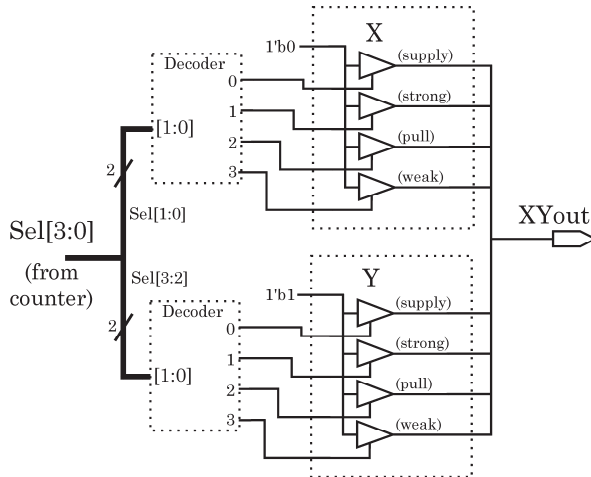 X
1'b0
Decoder
(supply)
0
(strong)
1
[1:0]
(pull)
2
2
(weak)
3
Sel[1:0]
XYout
Sel[3:0]
(from
counter)
Sel[3:2]
Y
1'b1
Decoder
(supply)
0
2
(strong)
1
[1:0]
(pull)
2
(weak)
3